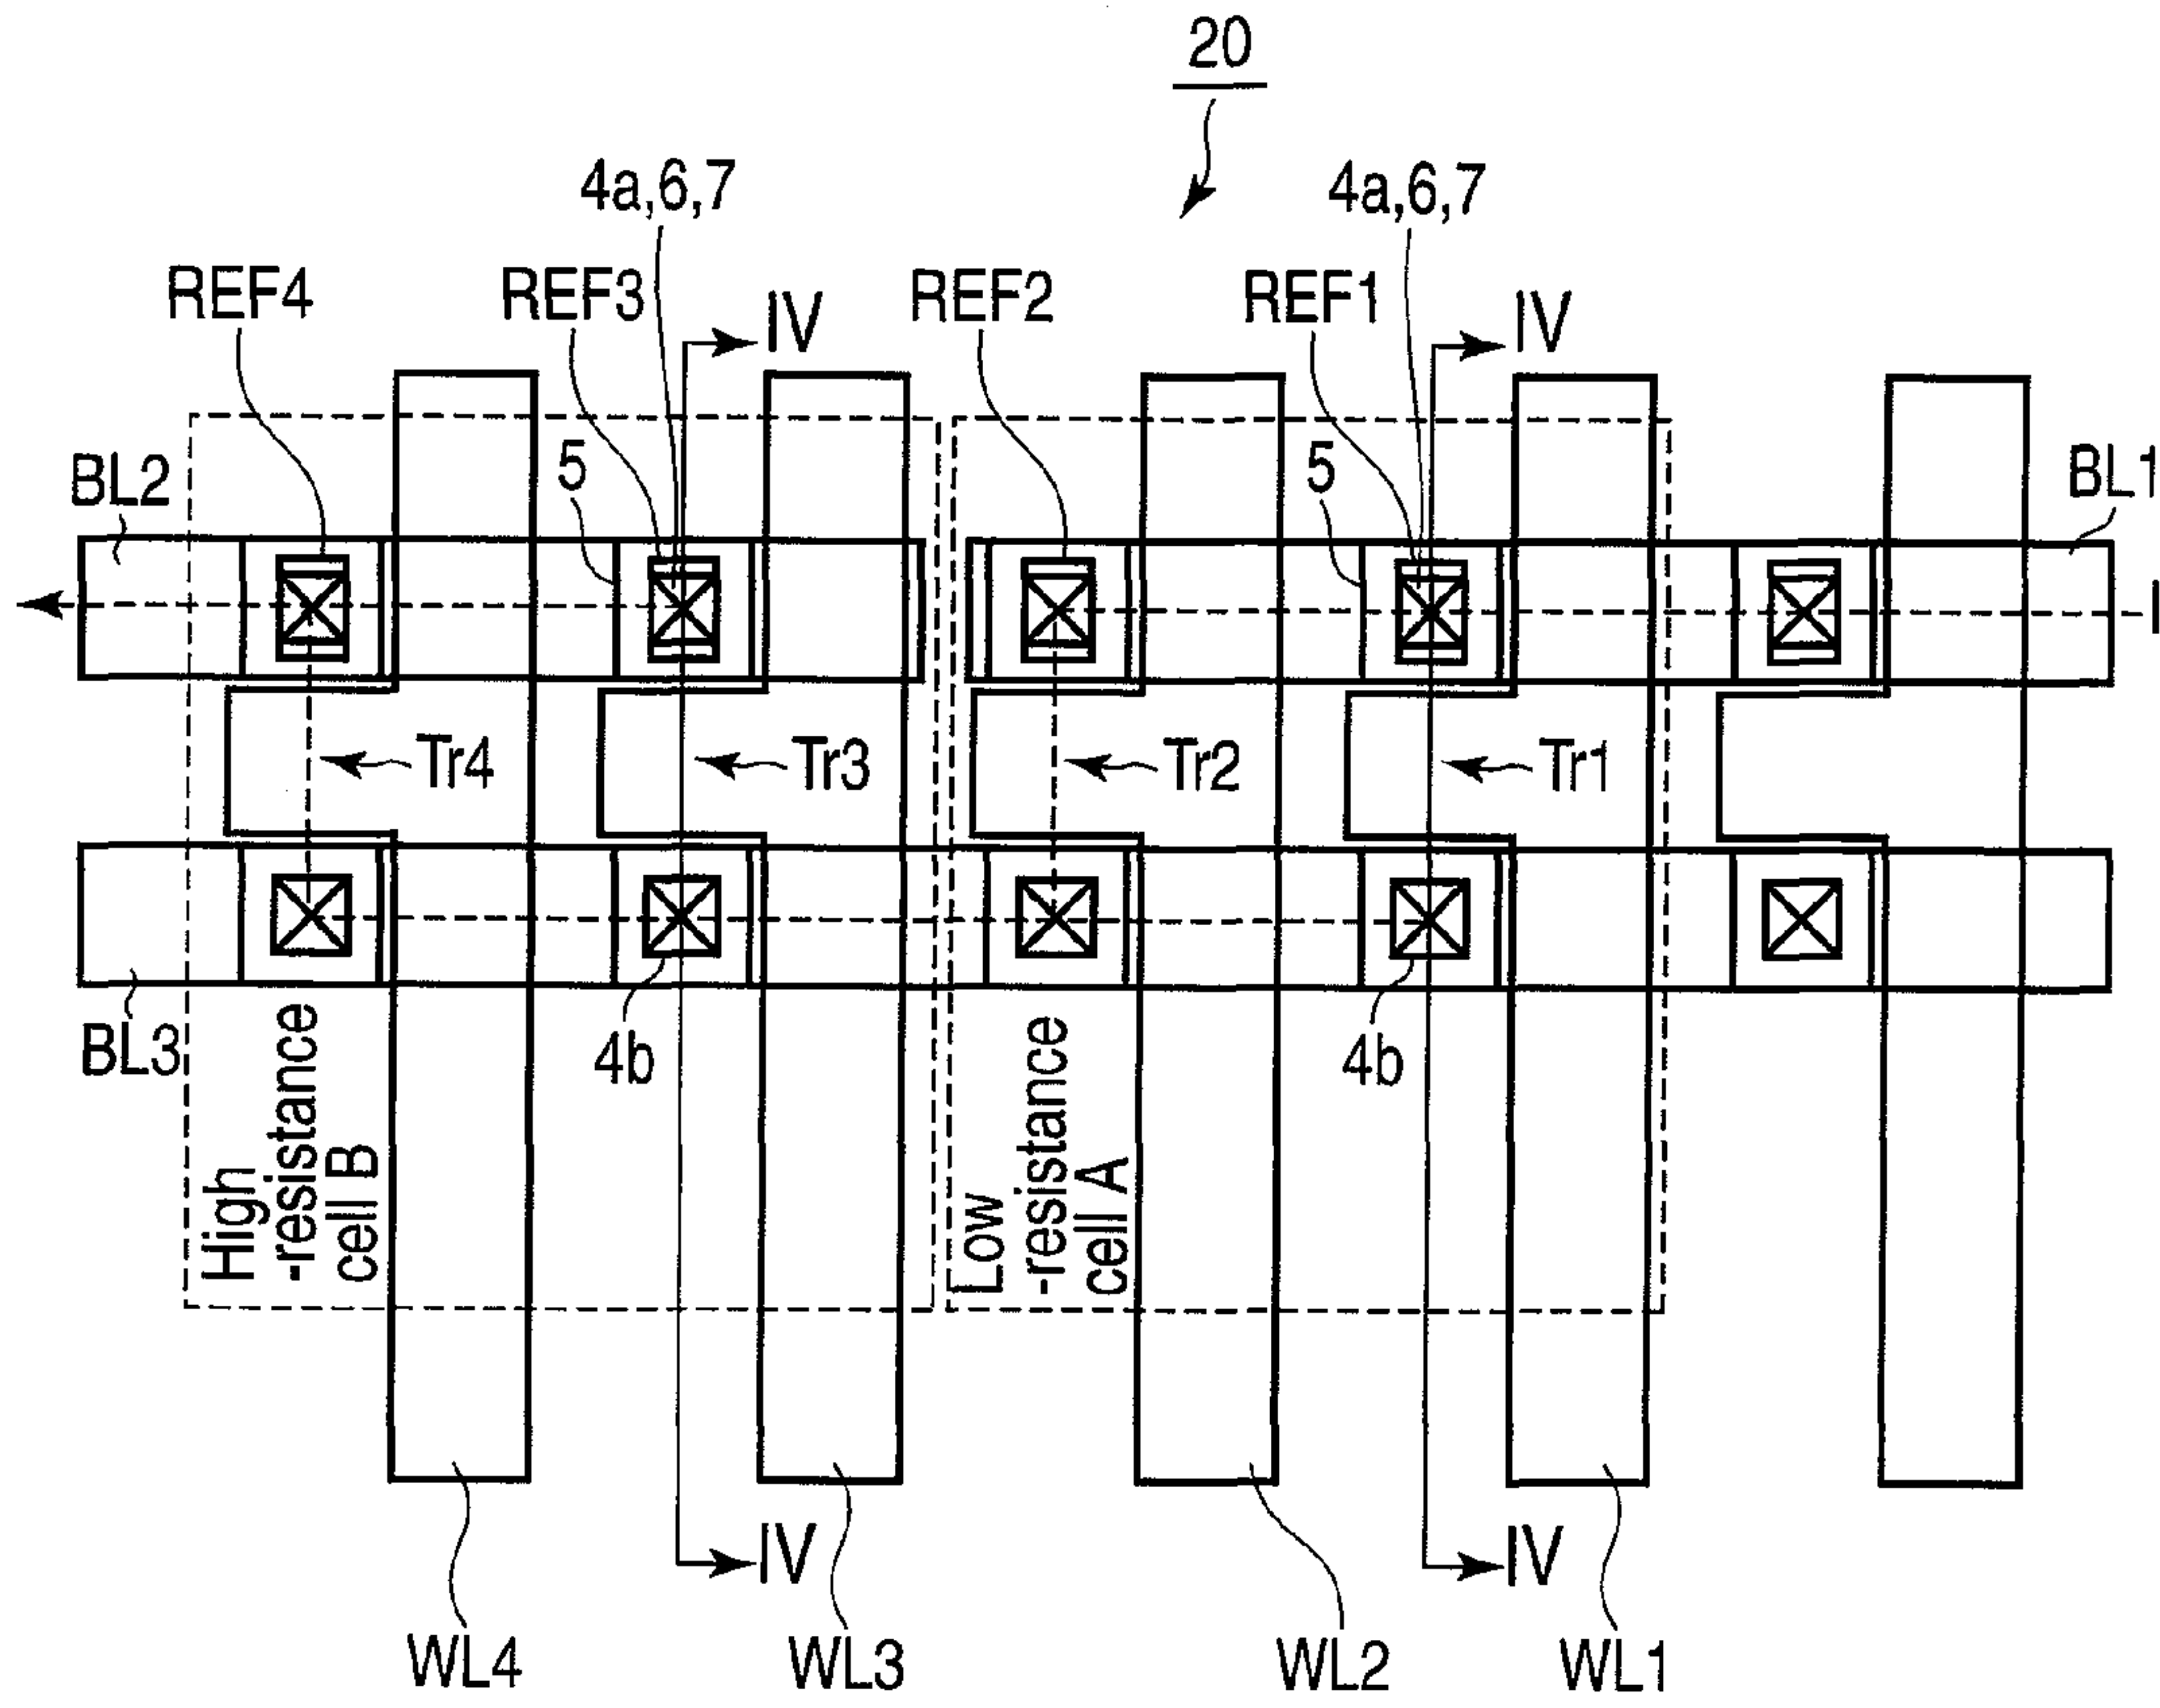 20
4a,6,7
4a,6,7
REF4
REF3
IV
REF2
REF1
IV
BL2
5
5
BL1
I
Tr4
Tr3
Tr2
Tr1
BL3
4b
4b
High
-resistance
cell B
Low
-resistance
cell A
IV
IV
WL4
WL3
WL2
WL1